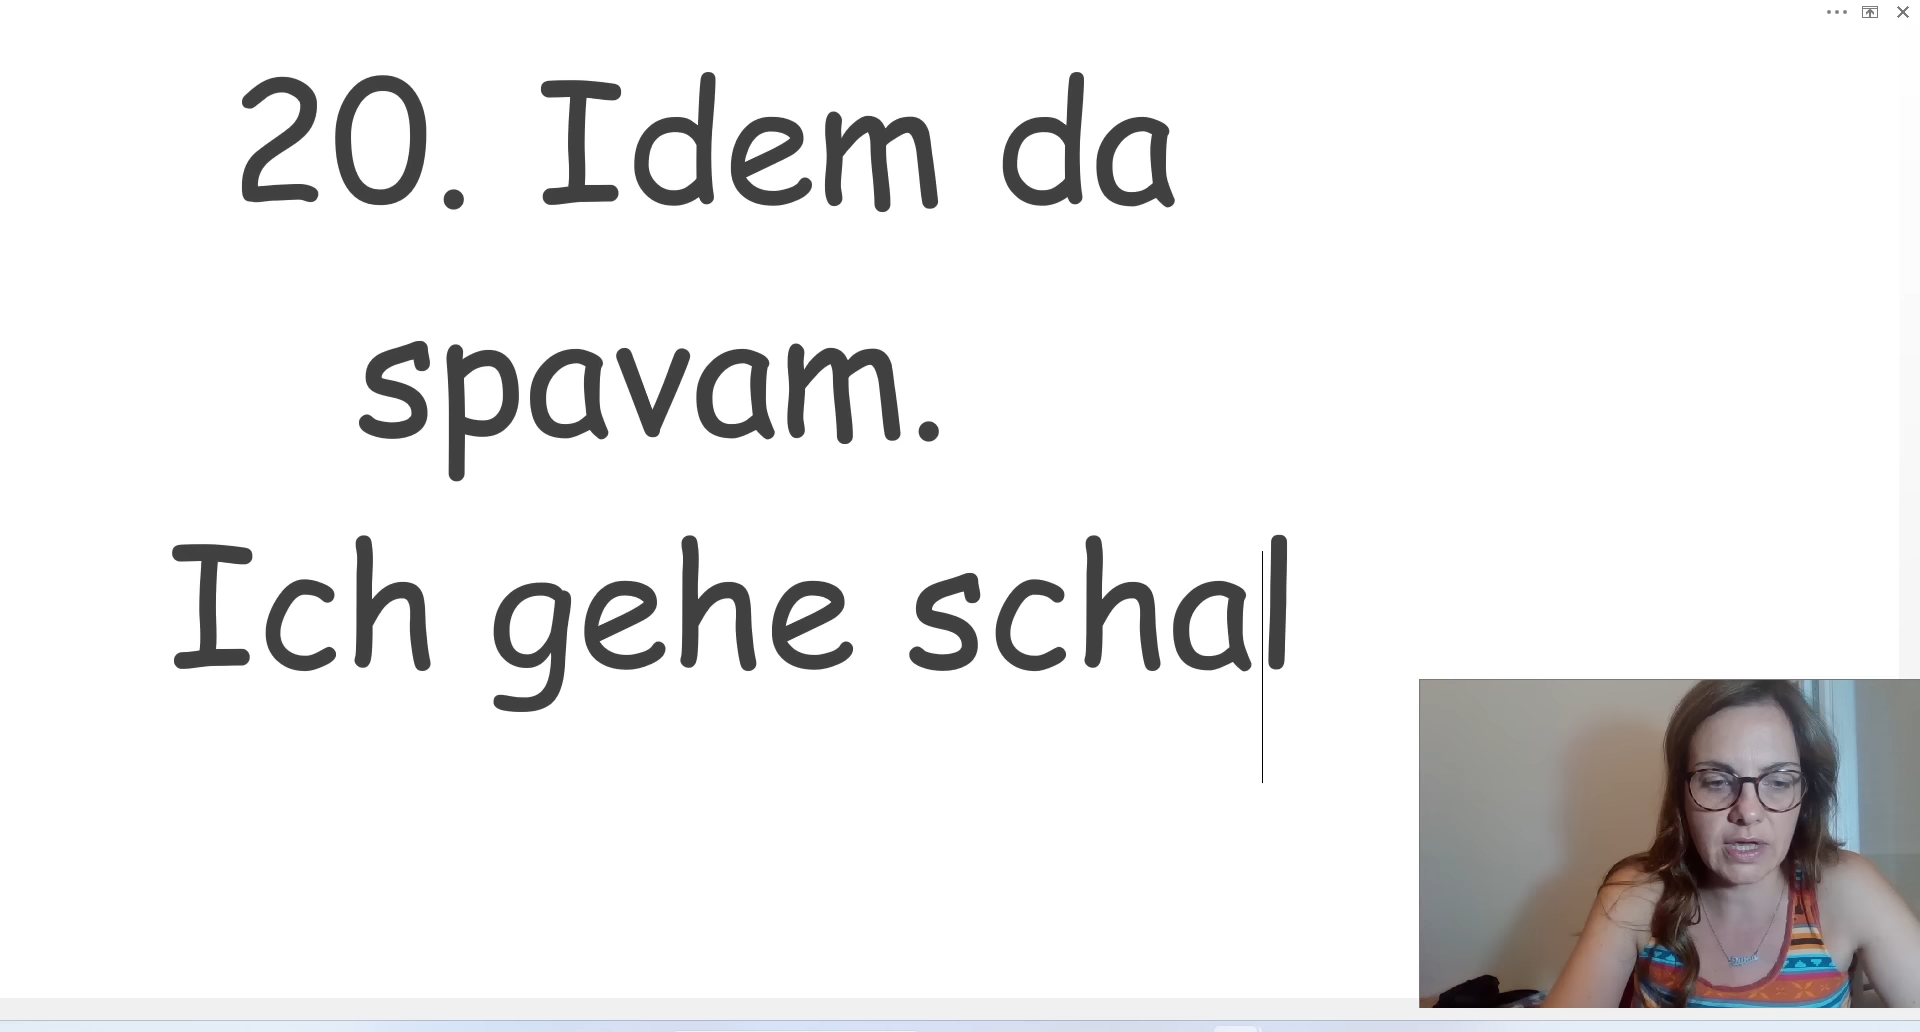 20. Idem da
spavam.
Ich gehe schal